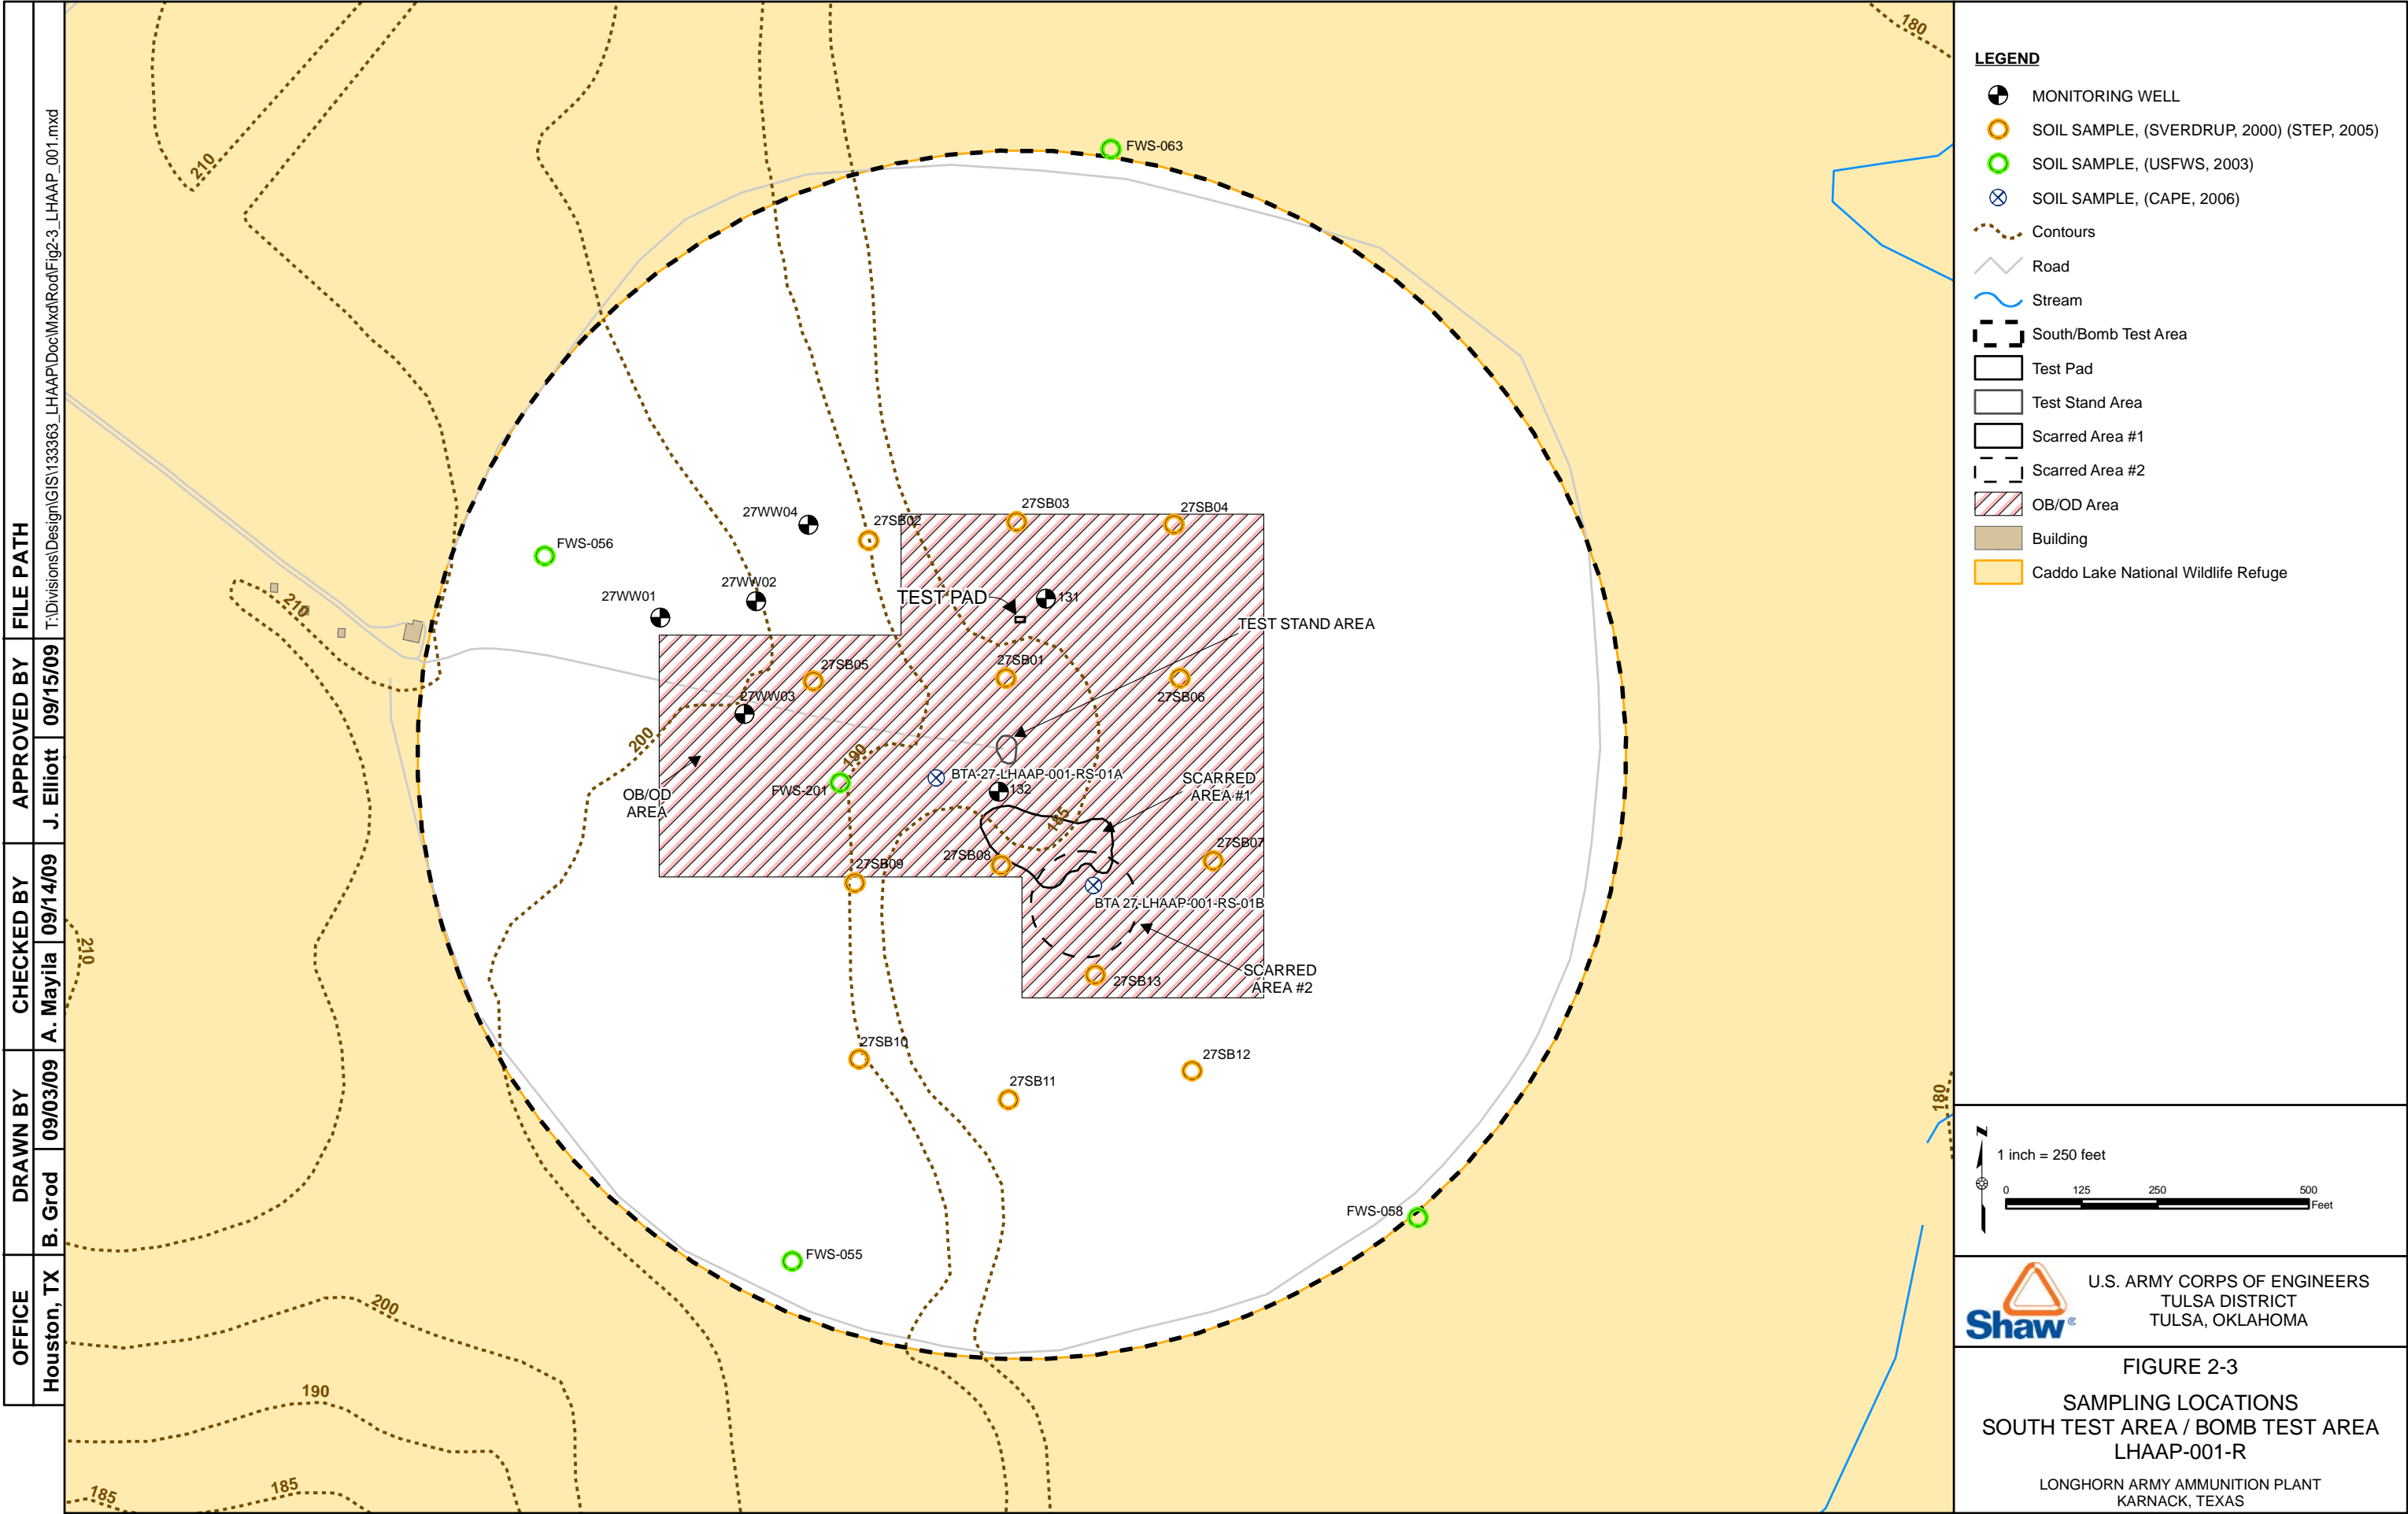 FILE PATH
T:\Divisions\Design\GIS\133363_LHAAP\Doc\Mxd\Rod\Fig2-3_LHAAP_001.mxd
APPROVED BY
J. Elliott 09/15/09
CHECKED BY
A. Mayila 09/14/09
DRAWN BY
B. Grod 09/03/09
OFFICE
Houston, TX
180
210
FWS-063
27WW04
27SB02
27SB03
27SB04
FWS-056
27WW02
27WW01
TEST PAD
131
210
TEST STAND AREA
27SB05
27SB01
27SB06
27WW03
200
190
BTA-27-LHAAP-001-RS-01A
FWS-201
132
OB/OD
AREA
SCARRED
AREA #1
185
27SB07
27SB08
27SB09
BTA 27-LHAAP-001-RS-01B
210
SCARRED
AREA #2
27SB13
27SB10
27SB12
27SB11
180
FWS-058
FWS-055
200
190
185
185
LEGEND
MONITORING WELL
SOIL SAMPLE, (SVERDRUP, 2000) (STEP, 2005)
SOIL SAMPLE, (USFWS, 2003)
SOIL SAMPLE, (CAPE, 2006)
Contours
Road
Stream
South/Bomb Test Area
Test Pad
Test Stand Area
Scarred Area #1
Scarred Area #2
OB/OD Area
Building
Caddo Lake National Wildlife Refuge
N
1 inch = 250 feet
0 125 250 500
Feet
Shaw®
U.S. ARMY CORPS OF ENGINEERS
TULSA DISTRICT
TULSA, OKLAHOMA
FIGURE 2-3
SAMPLING LOCATIONS
SOUTH TEST AREA / BOMB TEST AREA
LHAAP-001-R
LONGHORN ARMY AMMUNITION PLANT
KARNACK, TEXAS